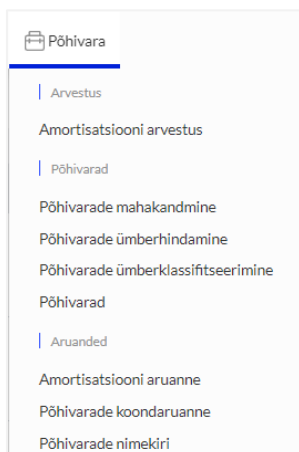 Põhivara
Arvestus
Amortisatsiooni arvestus
Põhivarad
Põhivarade mahakandmine
Põhivarade ümberhindamine
Põhivarade ümberklassifitseerimine
Põhivarad
Aruanded
Amortisatsiooni aruanne
Põhivarade koondaruanne
Põhivarade nimekiri